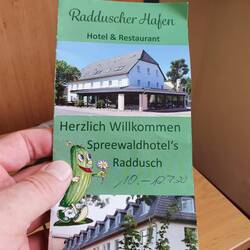 Radduscher Hafen
Hotel & Restaurant
Herzlich Willkommen
Spreewaldhotel's
Raddusch